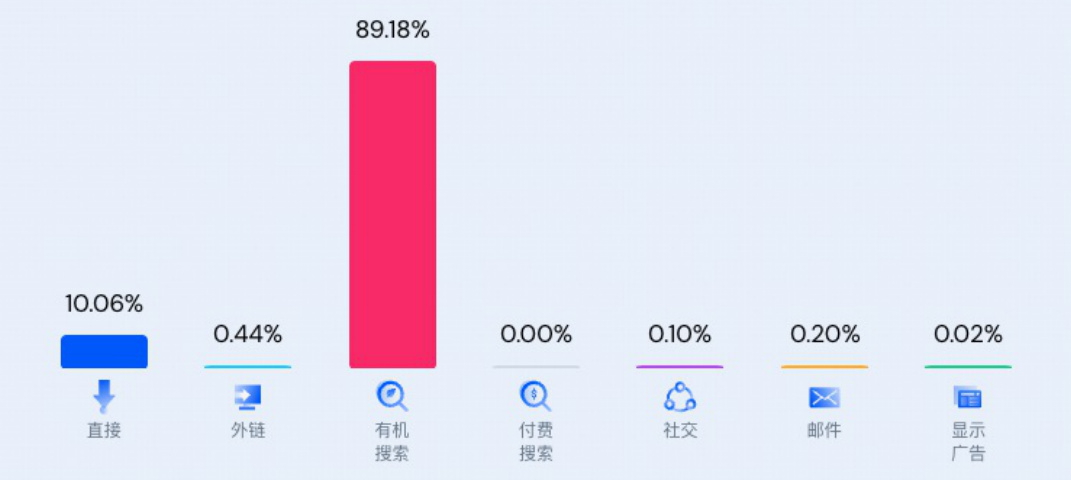 89.18%
10.06%
0.44%
0.00%
0.10%
0.20%
0.02%
直接
外链
有机
搜索
付费
搜索
社交
邮件
显示
广告